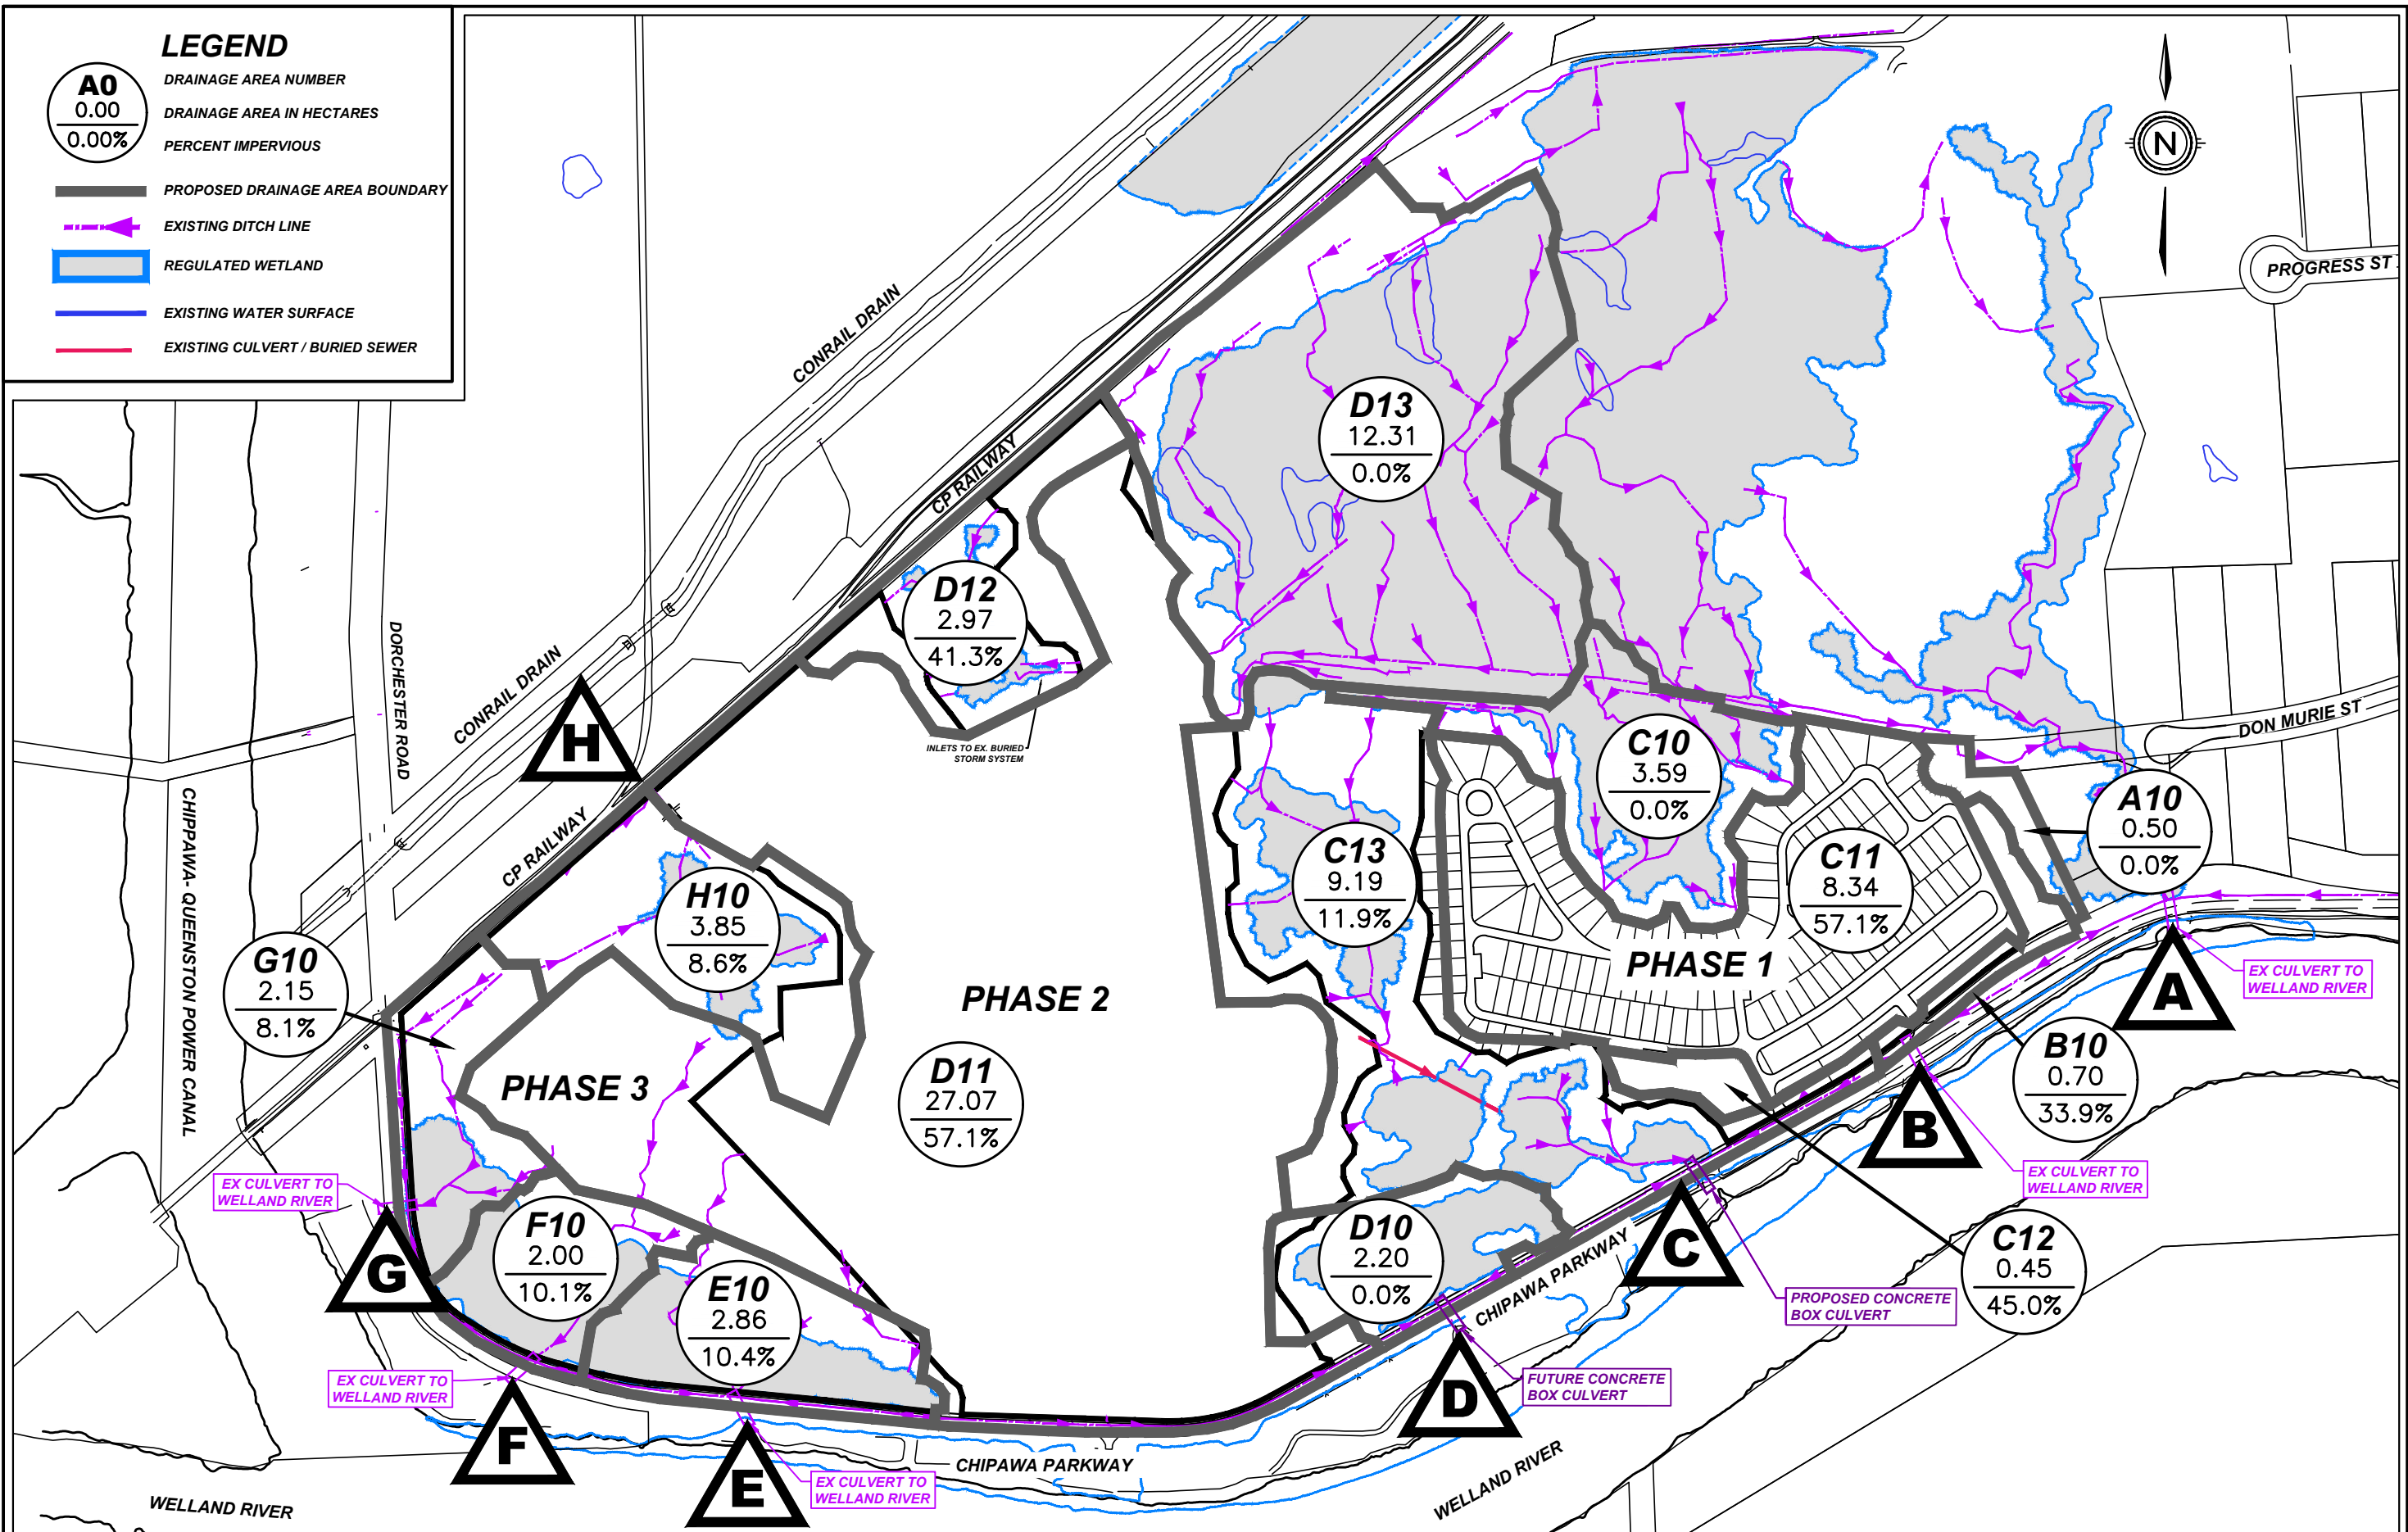 LEGEND
A0
0.00
0.00%
DRAINAGE AREA NUMBER
DRAINAGE AREA IN HECTARES
PERCENT IMPERVIOUS
PROPOSED DRAINAGE AREA BOUNDARY
EXISTING DITCH LINE
REGULATED WETLAND
EXISTING WATER SURFACE
EXISTING CULVERT / BURIED SEWER
N
PROGRESS ST
CONRAIL DRAIN
CP RAILWAY
D13
12.31
0.0%
D12
2.97
41.3%
INLETS TO EX. BURIED
STORM SYSTEM
DORCHESTER ROAD
CONRAIL DRAIN
H
CP RAILWAY
CHIPPAWA- QUEENSTON POWER CANAL
DON MURIE ST
C10
3.59
0.0%
A10
0.50
0.0%
C13
9.19
11.9%
C11
8.34
57.1%
PHASE 1
H10
3.85
8.6%
G10
2.15
8.1%
PHASE 2
PHASE 3
D11
27.07
57.1%
A
EX CULVERT TO
WELLAND RIVER
B10
0.70
33.9%
B
EX CULVERT TO
WELLAND RIVER
EX CULVERT TO
WELLAND RIVER
G
F10
2.00
10.1%
E10
2.86
10.4%
D10
2.20
0.0%
C
CHIPAWA PARKWAY
C12
0.45
45.0%
PROPOSED CONCRETE
BOX CULVERT
FUTURE CONCRETE
BOX CULVERT
D
EX CULVERT TO
WELLAND RIVER
F
E
EX CULVERT TO
WELLAND RIVER
CHIPAWA PARKWAY
WELLAND RIVER
WELLAND RIVER